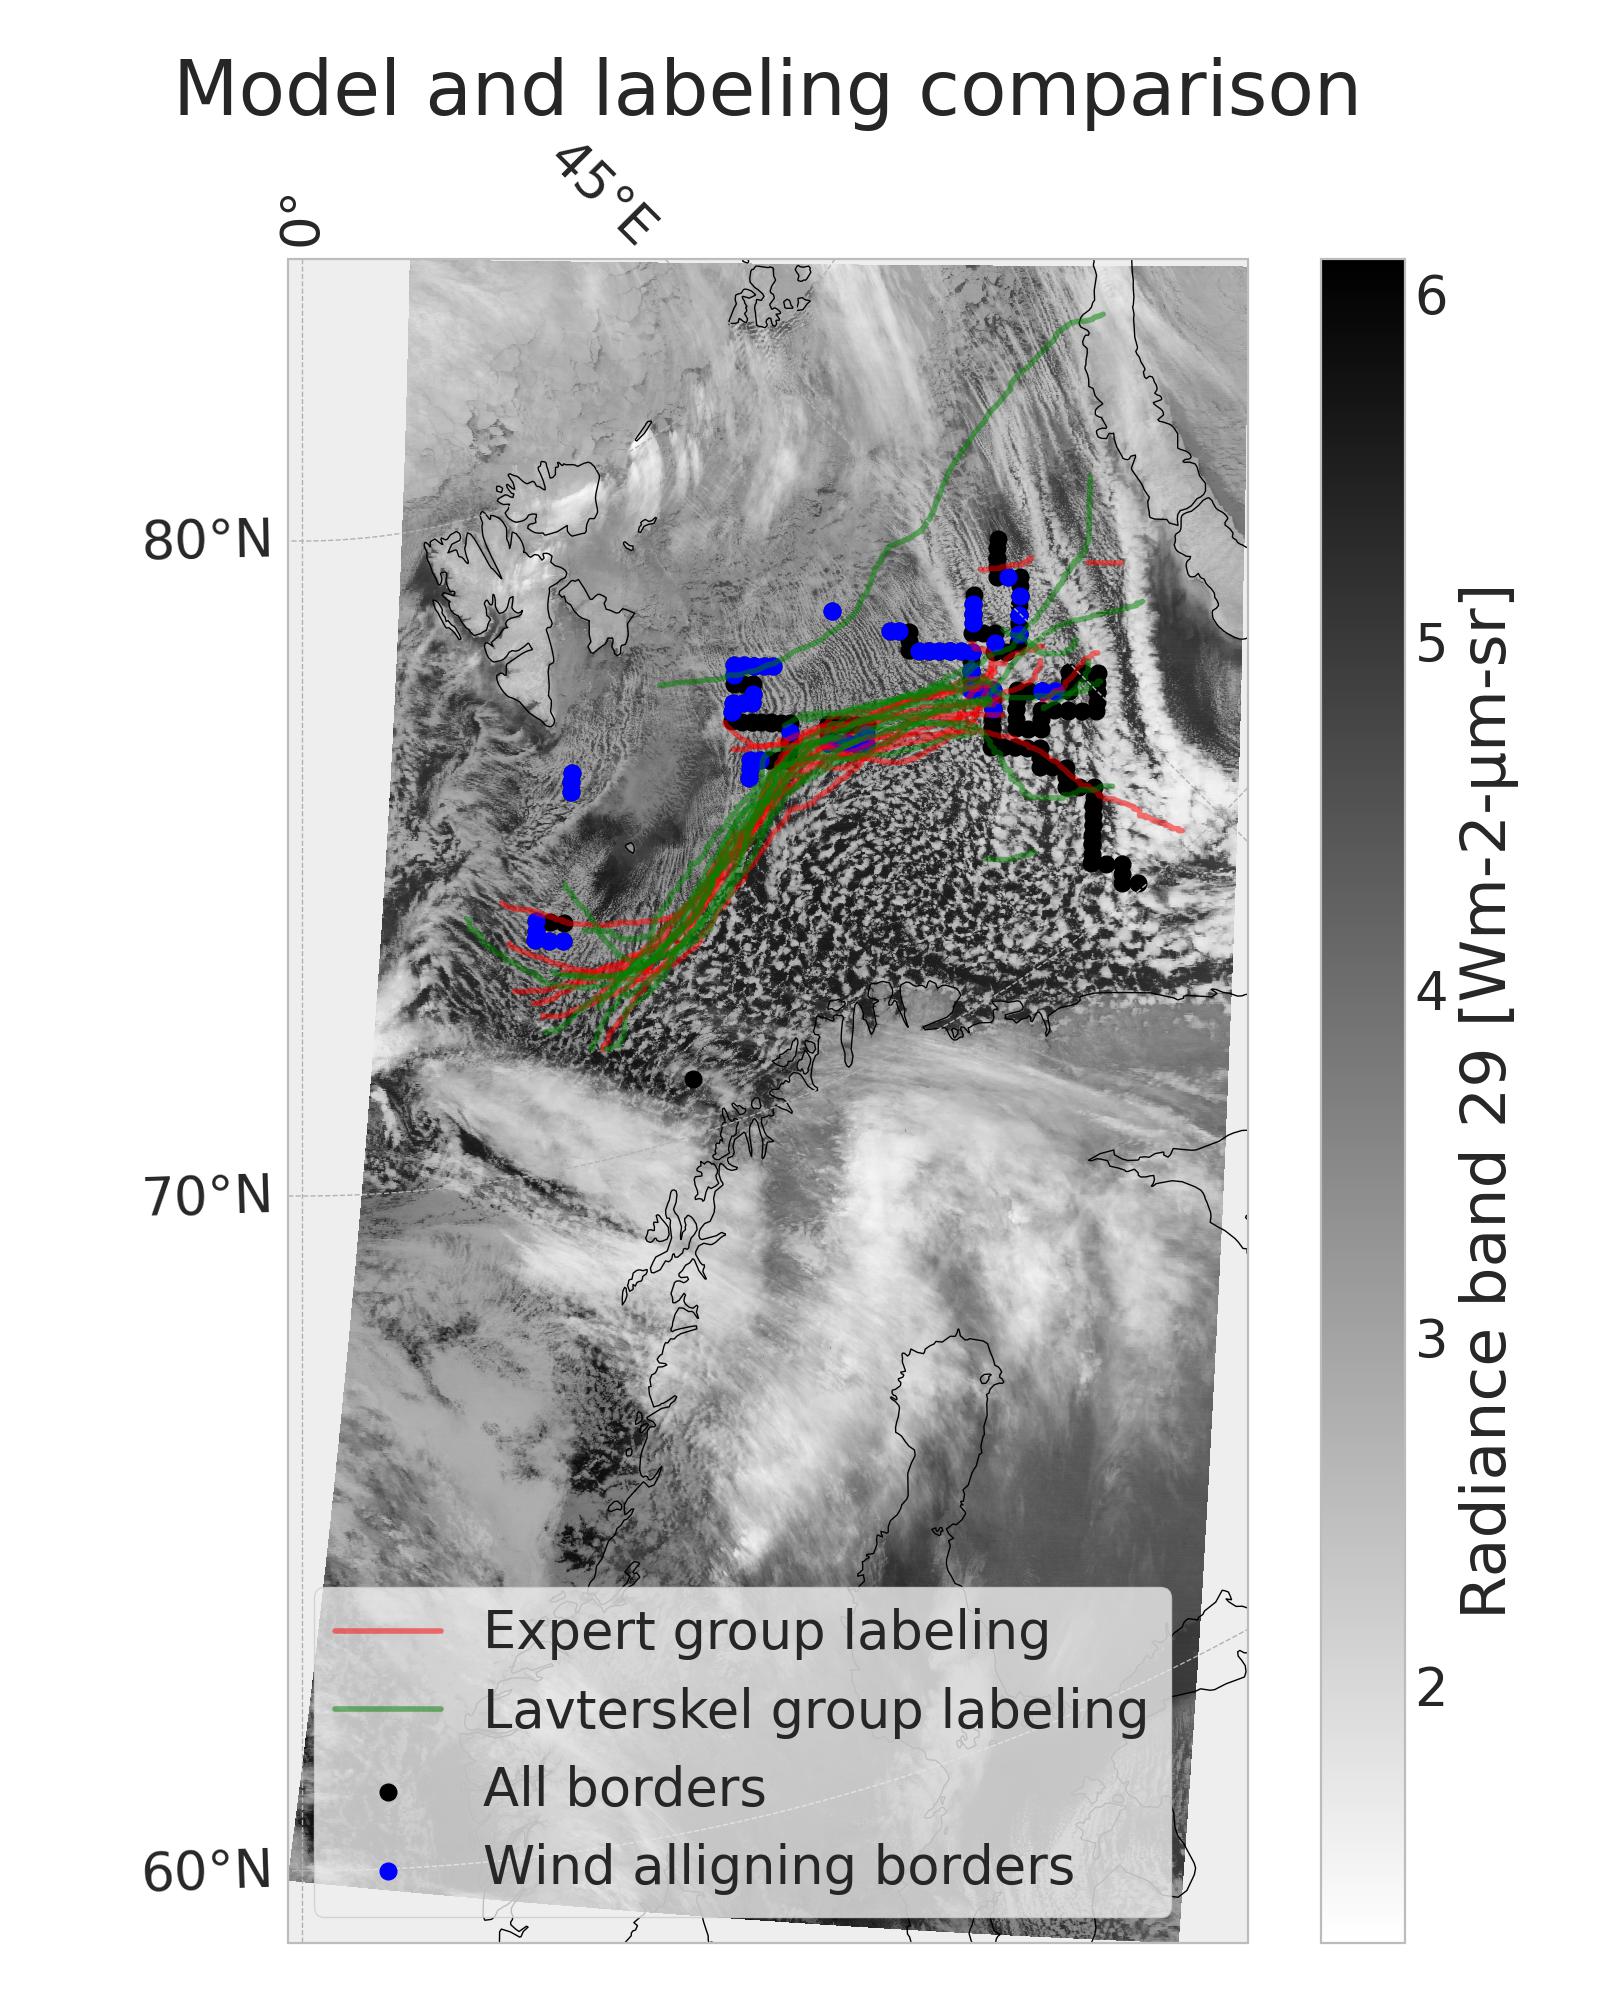 Model and labeling comparison
0°
45°E
80°N
70°N
60°N
Expert group labeling
Lavterskel group labeling
All borders
Wind alligning borders
6
5
4
3
2
Radiance band 29 [Wm-2-μm-sr]